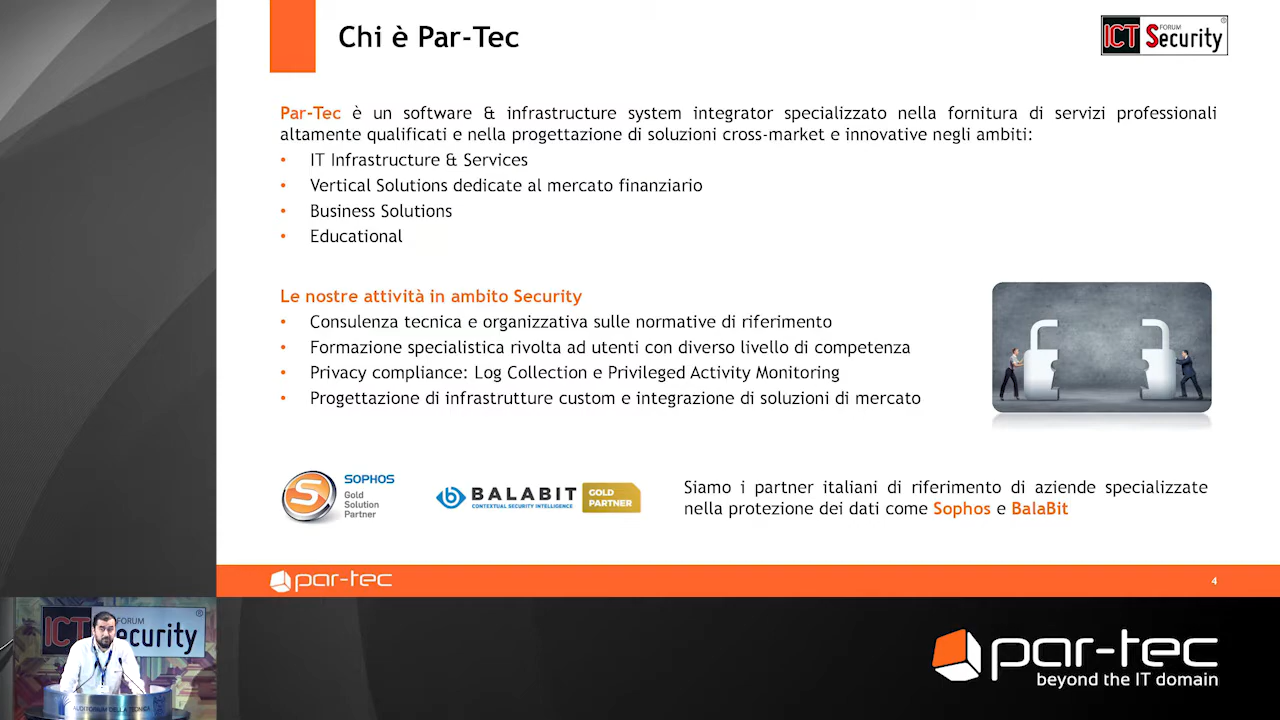 Chi è Par-Tec
ICT FORUM Security ®
Par-Tec è un software & infrastructure system integrator specializzato nella fornitura di servizi professionali
altamente qualificati e nella progettazione di soluzioni cross-market e innovative negli ambiti:
• IT Infrastructure & Services
• Vertical Solutions dedicate al mercato finanziario
• Business Solutions
• Educational
Le nostre attività in ambito Security
• Consulenza tecnica e organizzativa sulle normative di riferimento
• Formazione specialistica rivolta ad utenti con diverso livello di competenza
• Privacy compliance: Log Collection e Privileged Activity Monitoring
• Progettazione di infrastrutture custom e integrazione di soluzioni di mercato
S
SOPHOS
Gold
Solution
Partner
BALABIT
CONTEXTUAL SECURITY INTELLIGENCE
GOLD
PARTNER
Siamo i partner italiani di riferimento di aziende specializzate
nella protezione dei dati come Sophos e BalaBit
par-tec
4
ICT FORUM Security ®
AUDITORIUM DELLA TECNICA
par-tec
beyond the IT domain